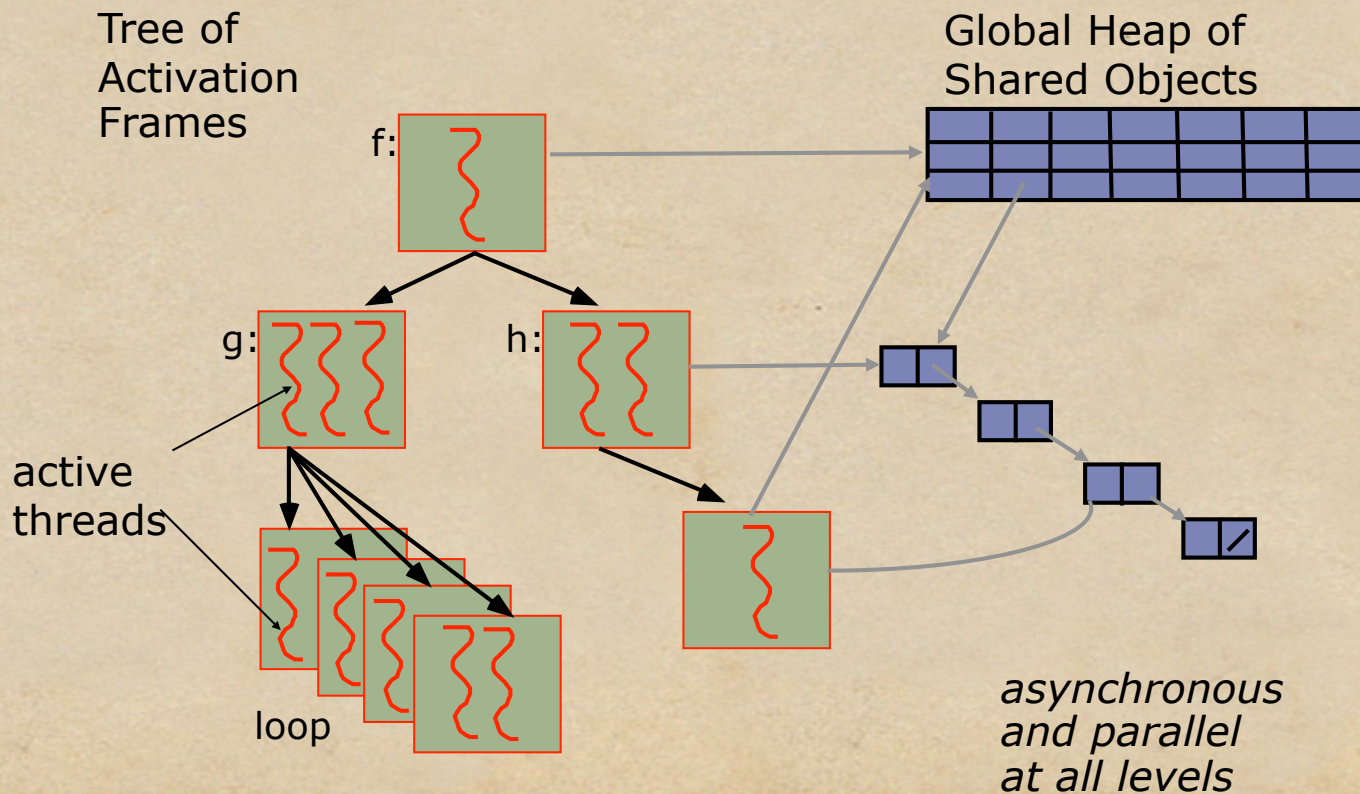 Tree of
Activation
Frames
Global Heap of
Shared Objects
f:
g:
h:
active
threads
loop
asynchronous
and parallel
at all levels